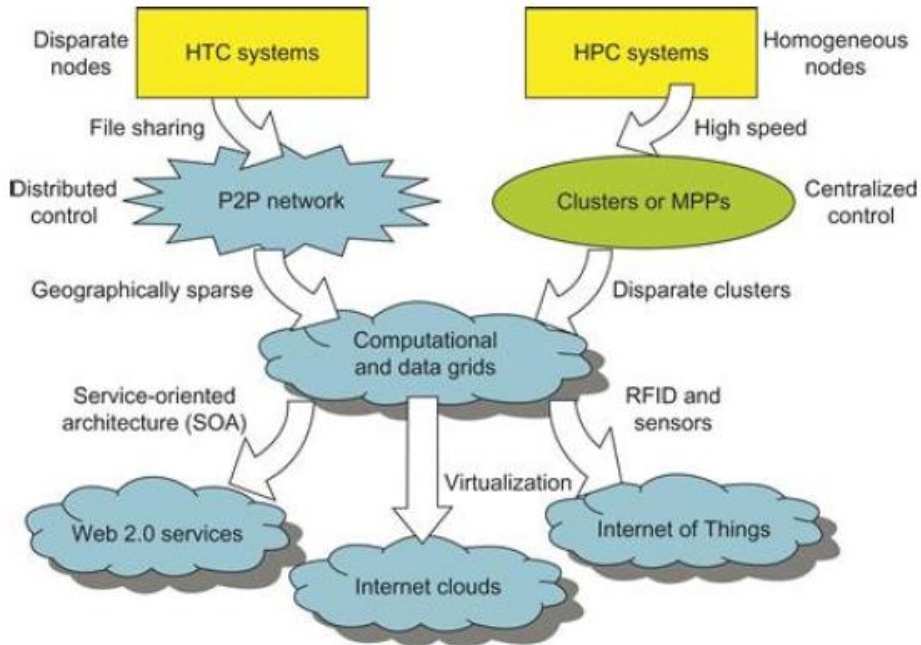 Disparate
nodes
HTC systems
HPC systems
Homogeneous
nodes
File sharing
High speed
Distributed
control
P2P network
Clusters or MPPs
Centralized
control
Geographically sparse
Disparate clusters
Computational
and data grids
Service-oriented
architecture (SOA)
RFID and
sensors
Virtualization
Web 2.0 services
Internet of Things
Internet clouds